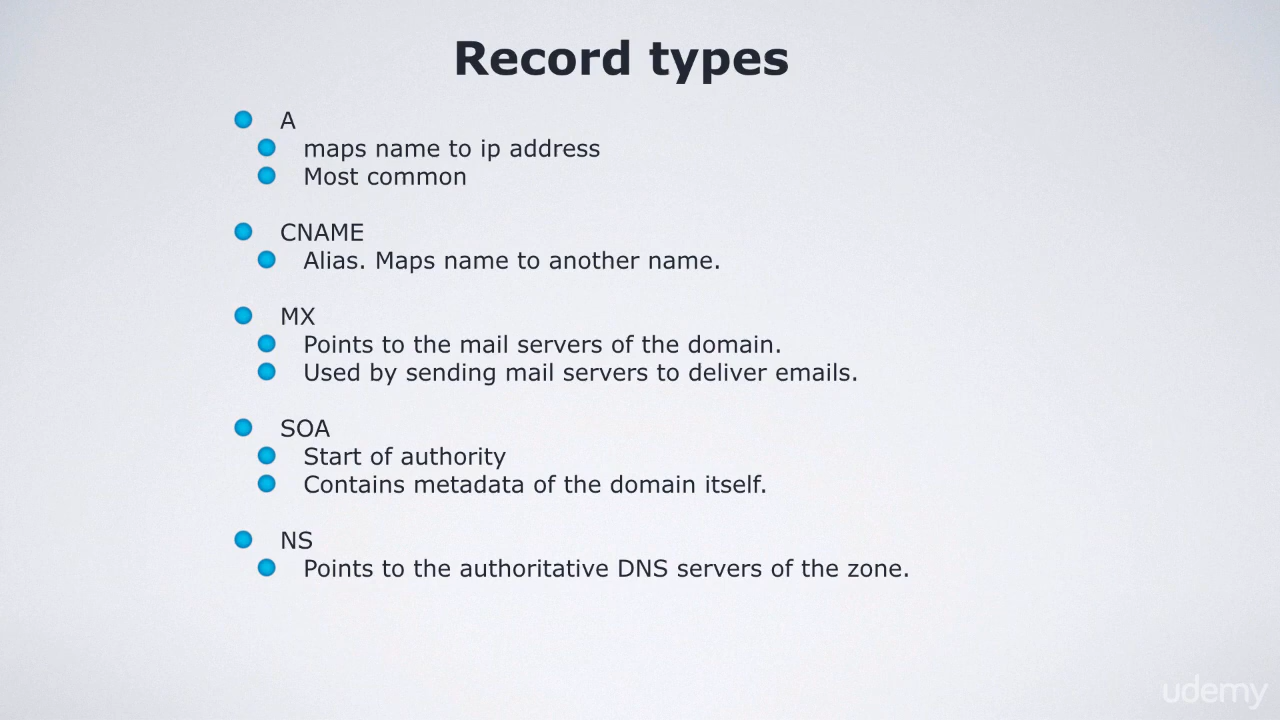 Record types
A
maps name to ip address
Most common
CNAME
Alias. Maps name to another name.
MX
Points to the mail servers of the domain.
Used by sending mail servers to deliver emails.
SOA
Start of authority
Contains metadata of the domain itself.
NS
Points to the authoritative DNS servers of the zone.
udemy